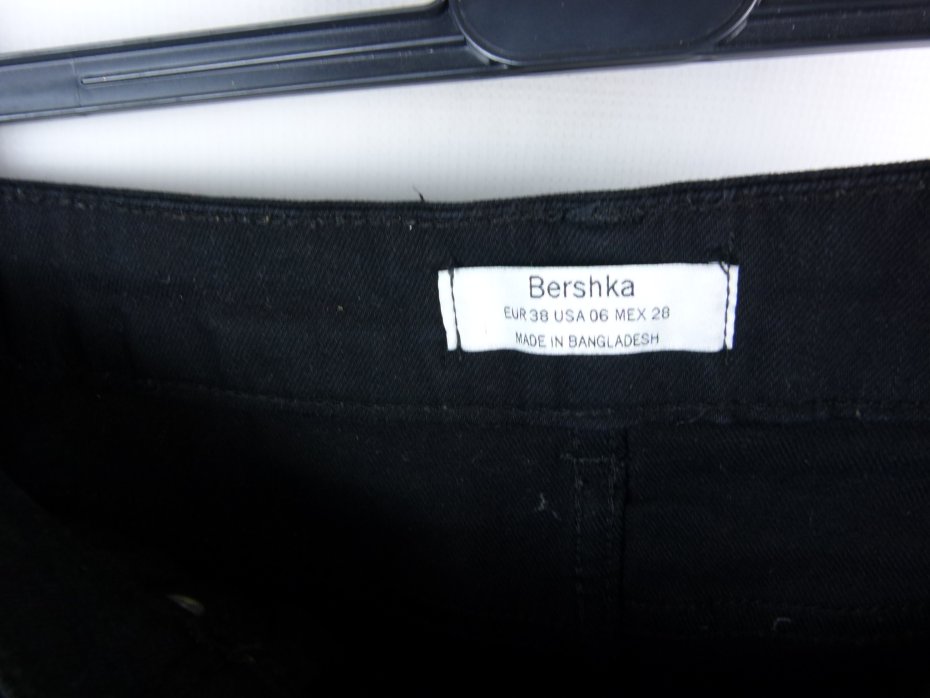 Bershka
EUR 38 USA 06 MEX 28
MADE IN BANGLADESH